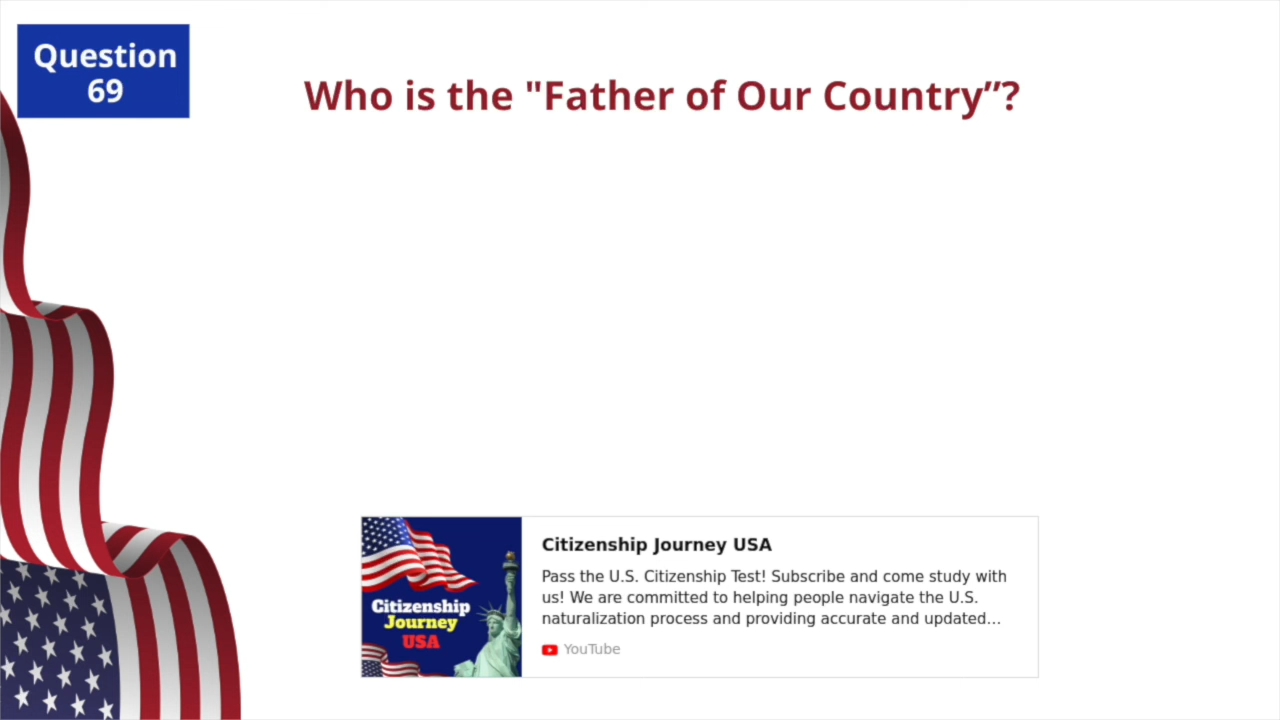 Question
69
Who is the "Father of Our Country”?
Citizenship Journey USA
Pass the U.S. Citizenship Test! Subscribe and come study with
us! We are committed to helping people navigate the U.S.
naturalization process and providing accurate and updated...
YouTube
Citizenship
Journey
USA